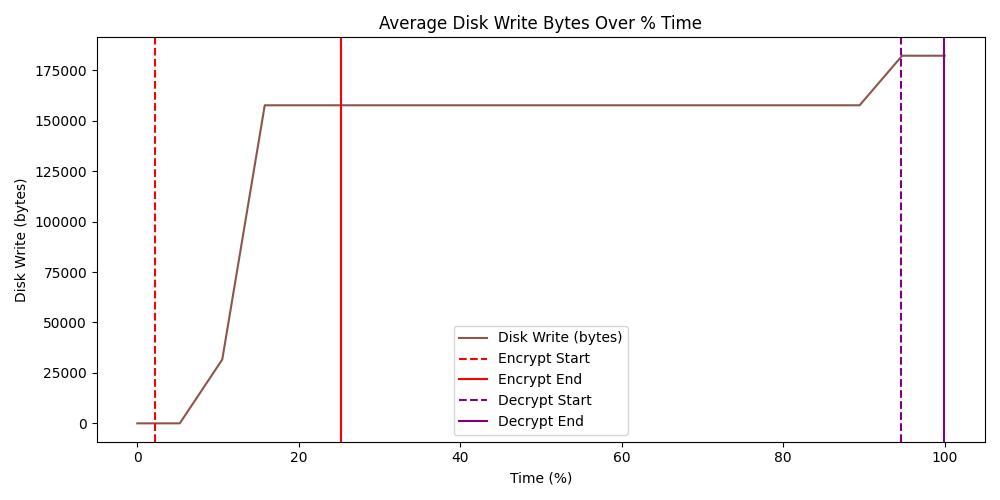 Average Disk Write Bytes Over % Time
Disk Write (bytes)
175000
150000
125000
100000
75000
50000
25000
0
Disk Write (bytes)
Encrypt Start
Encrypt End
Decrypt Start
Decrypt End
0 20 40 60 80 100
Time (%)